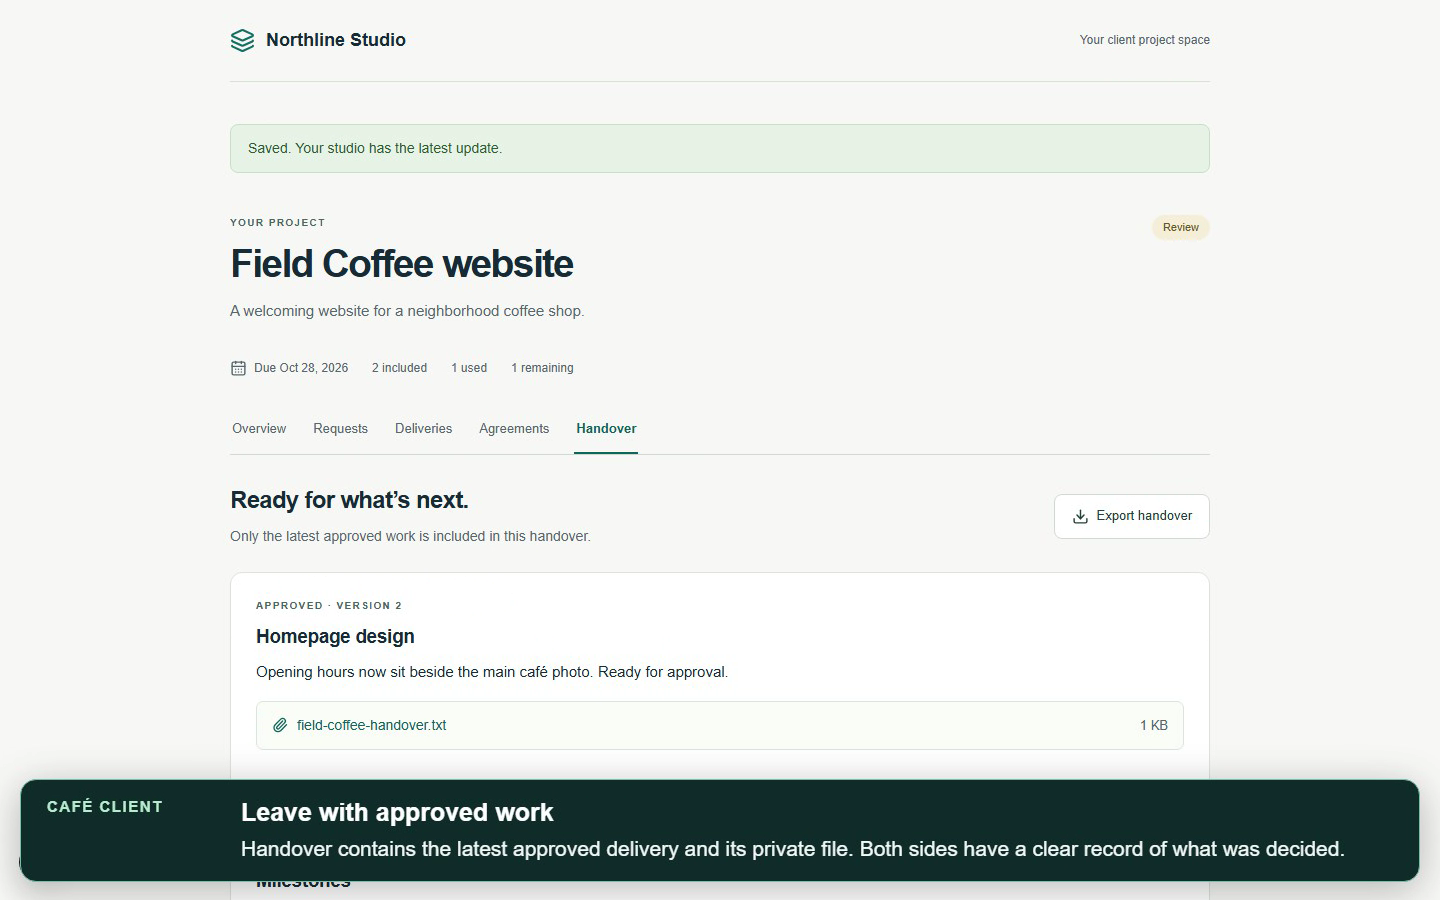 Northline Studio
Your client project space
Saved. Your studio has the latest update.
YOUR PROJECT
Review
Field Coffee website
A welcoming website for a neighborhood coffee shop.
Due Oct 28, 2026 2 included 1 used 1 remaining
Overview Requests Deliveries Agreements Handover
Ready for what’s next.
Export handover
Only the latest approved work is included in this handover.
APPROVED · VERSION 2
Homepage design
Opening hours now sit beside the main café photo. Ready for approval.
field-coffee-handover.txt 1 KB
CAFÉ CLIENT
Leave with approved work
Handover contains the latest approved delivery and its private file. Both sides have a clear record of what was decided.
Milestones